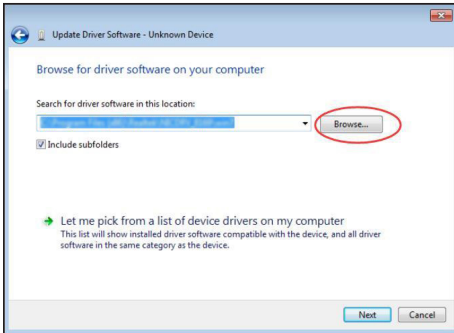 Update Driver Software - Unknown Device
Browse for driver software on your computer
Search for driver software in this location:
Browse...
Include subfolders
Let me pick from a list of device drivers on my computer
This list will show installed driver software compatible with the device, and all driver
software in the same category as the device.
Next
Cancel